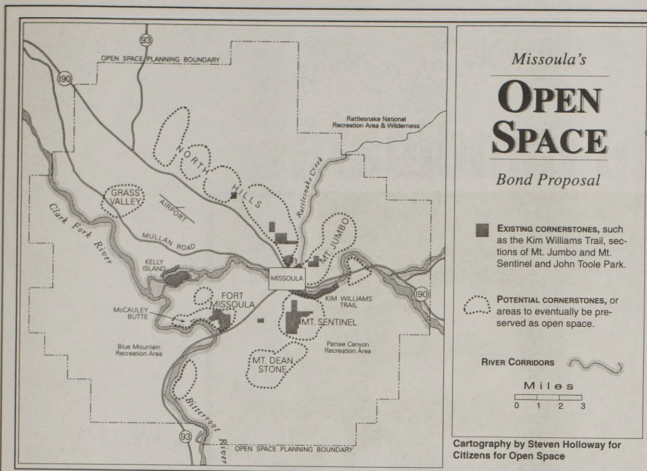 93
OPEN SPACE PLANNING BOUNDARY
190
Rattlesnake National
Recreation Area & Wilderness
NORTH HILLS
Rattlesnake Creek
GRASS
VALLEY
AIRPORT
Clark Fork River
MULLAN ROAD
MT. JUMBO
KELLY
ISLAND
MISSOULA
190
FORT
MISSOULA
KIM WILLIAMS
TRAIL
McCAULEY
BUTTE
MT. SENTINEL
Blue Mountain
Recreation Area
Pattee Canyon
Recreation Area
MT. DEAN
STONE
Bitterroot River
93
OPEN SPACE PLANNING BOUNDARY
Missoula's
OPEN
SPACE
Bond Proposal
EXISTING CORNERSTONES, such
as the Kim Williams Trail, sec-
tions of Mt. Jumbo and Mt.
Sentinel and John Toole Park.
POTENTIAL CORNERSTONES, or
areas to eventually be pre-
served as open space.
RIVER CORRIDORS
Miles
0 1 2 3
Cartography by Steven Holloway for
Citizens for Open Space